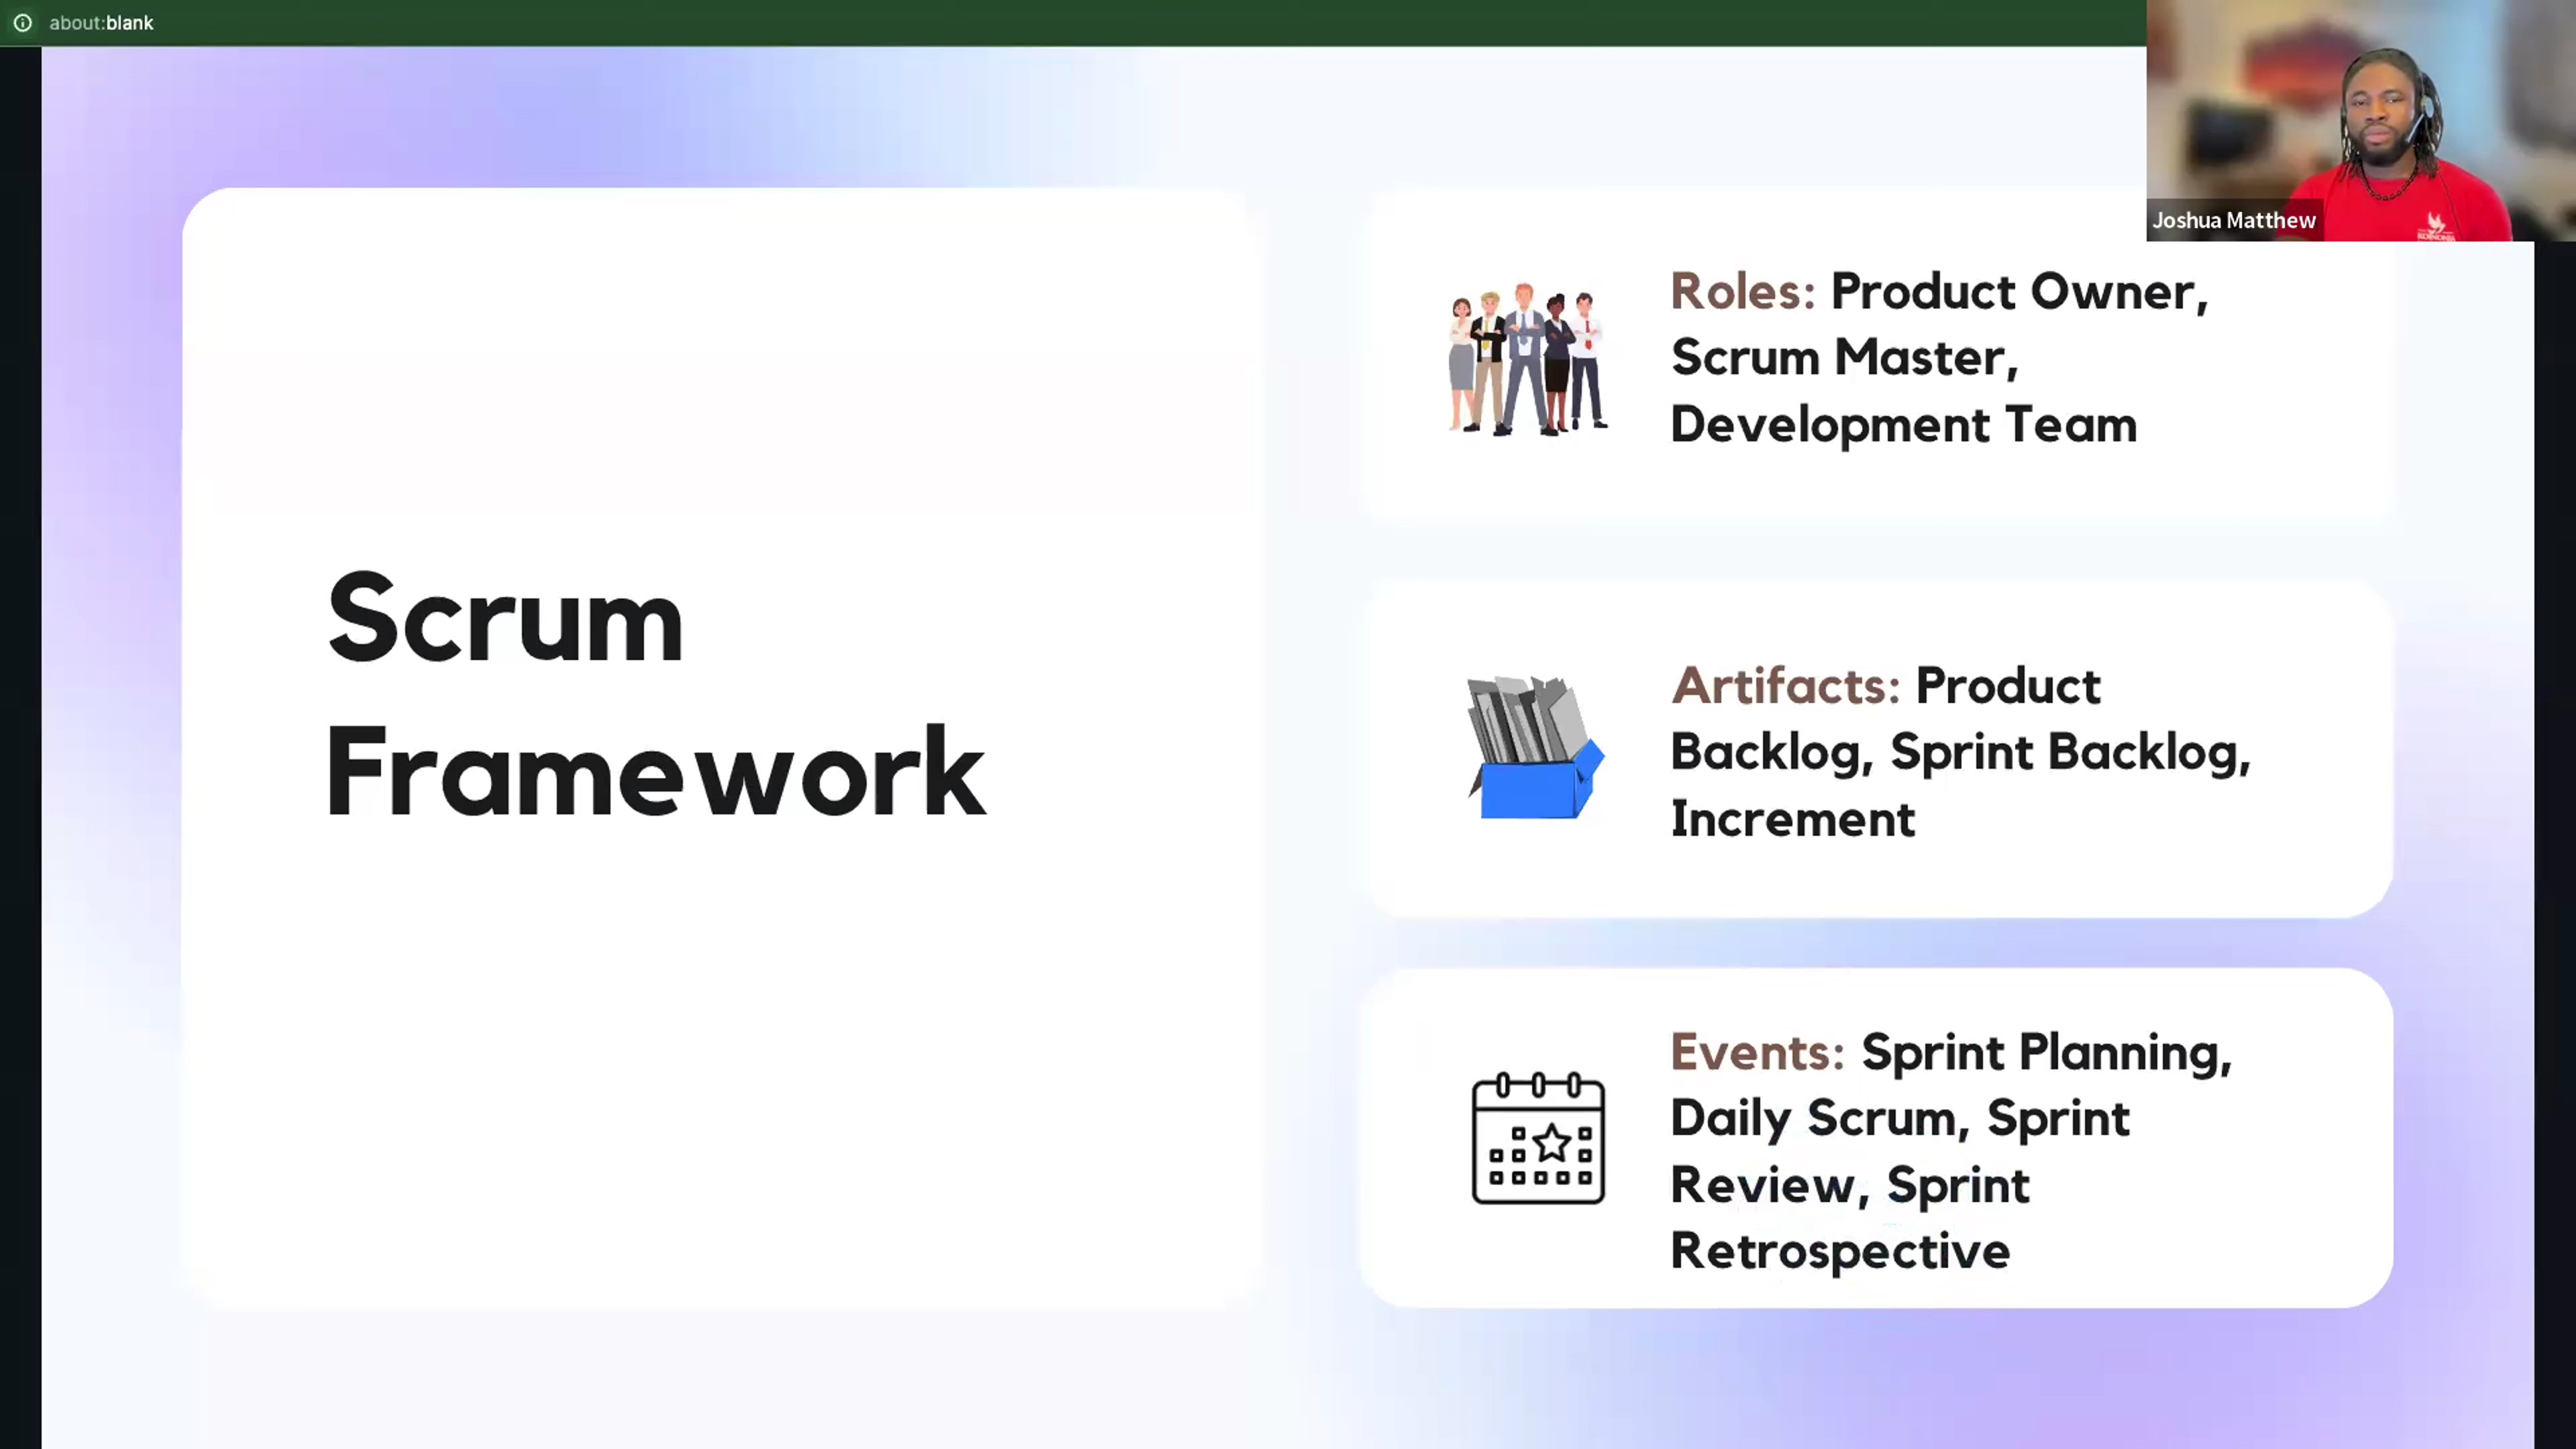 about:blank
Joshua Matthew
Scrum
Framework
Roles: Product Owner,
Scrum Master,
Development Team
Artifacts: Product
Backlog, Sprint Backlog,
Increment
Events: Sprint Planning,
Daily Scrum, Sprint
Review, Sprint
Retrospective